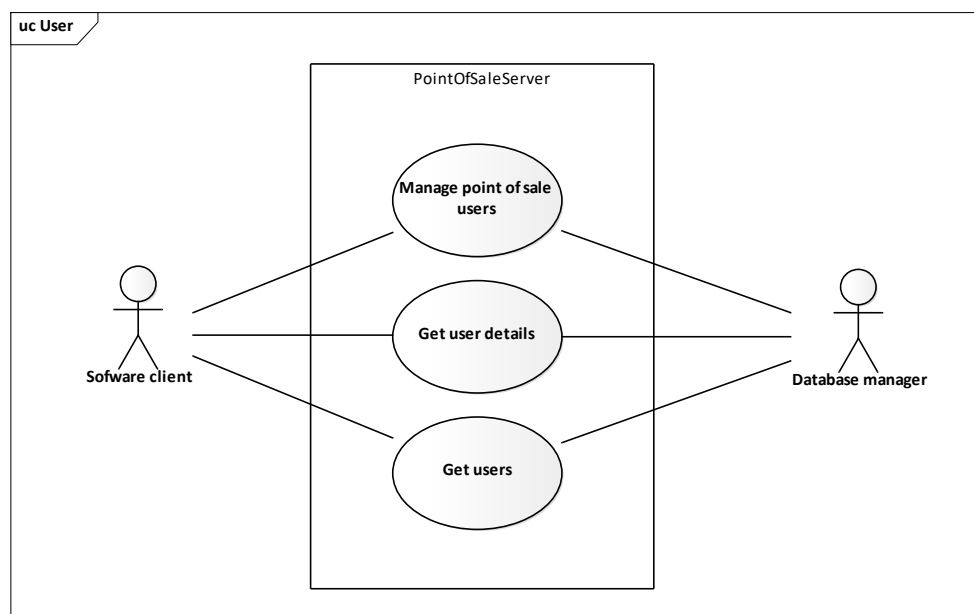 uc User
PointOfSaleServer
Manage point of sale
users
Get user details
Sofware client
Database manager
Get users